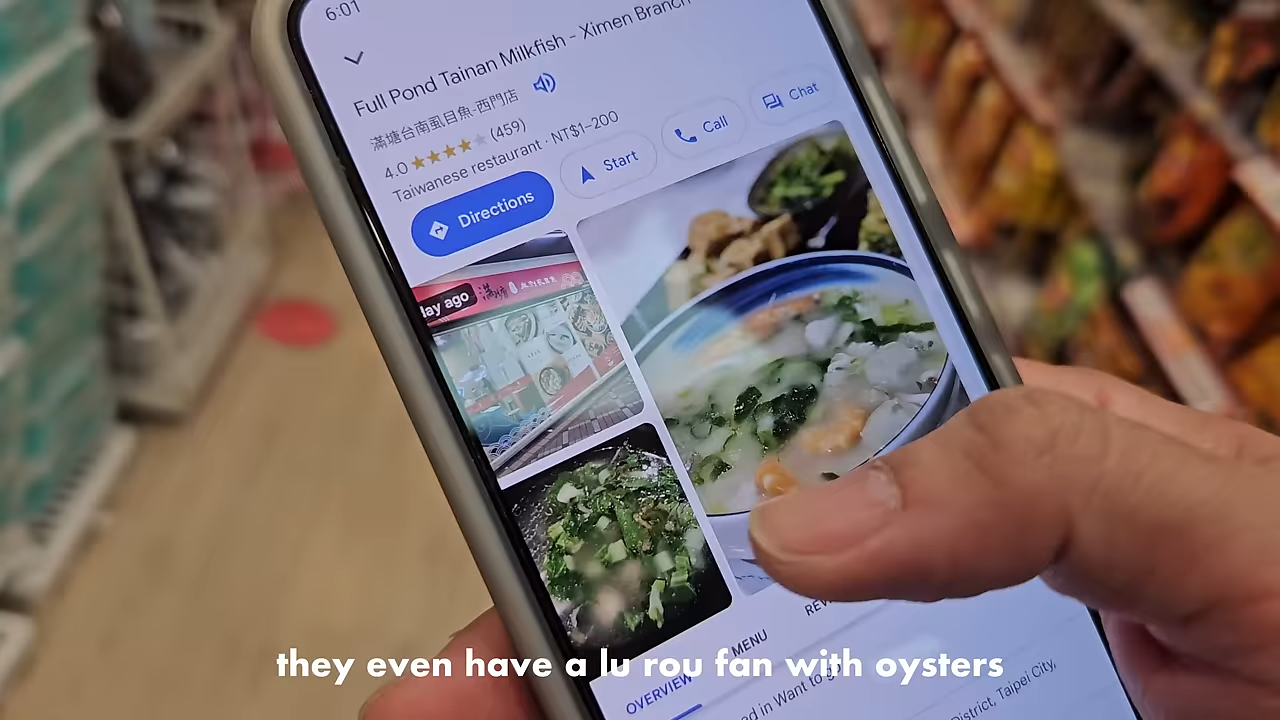 6:01
Full Pond Tainan Milkfish - Ximen Branch
滿塘台南虱目魚-西門店
4.0 (459)
Taiwanese restaurant · NT$1–200
Directions
Start
Call
Chat
day ago
滿塘
MENU
OVERVIEW
District, Taipei City,
they even have a lu rou fan with oysters